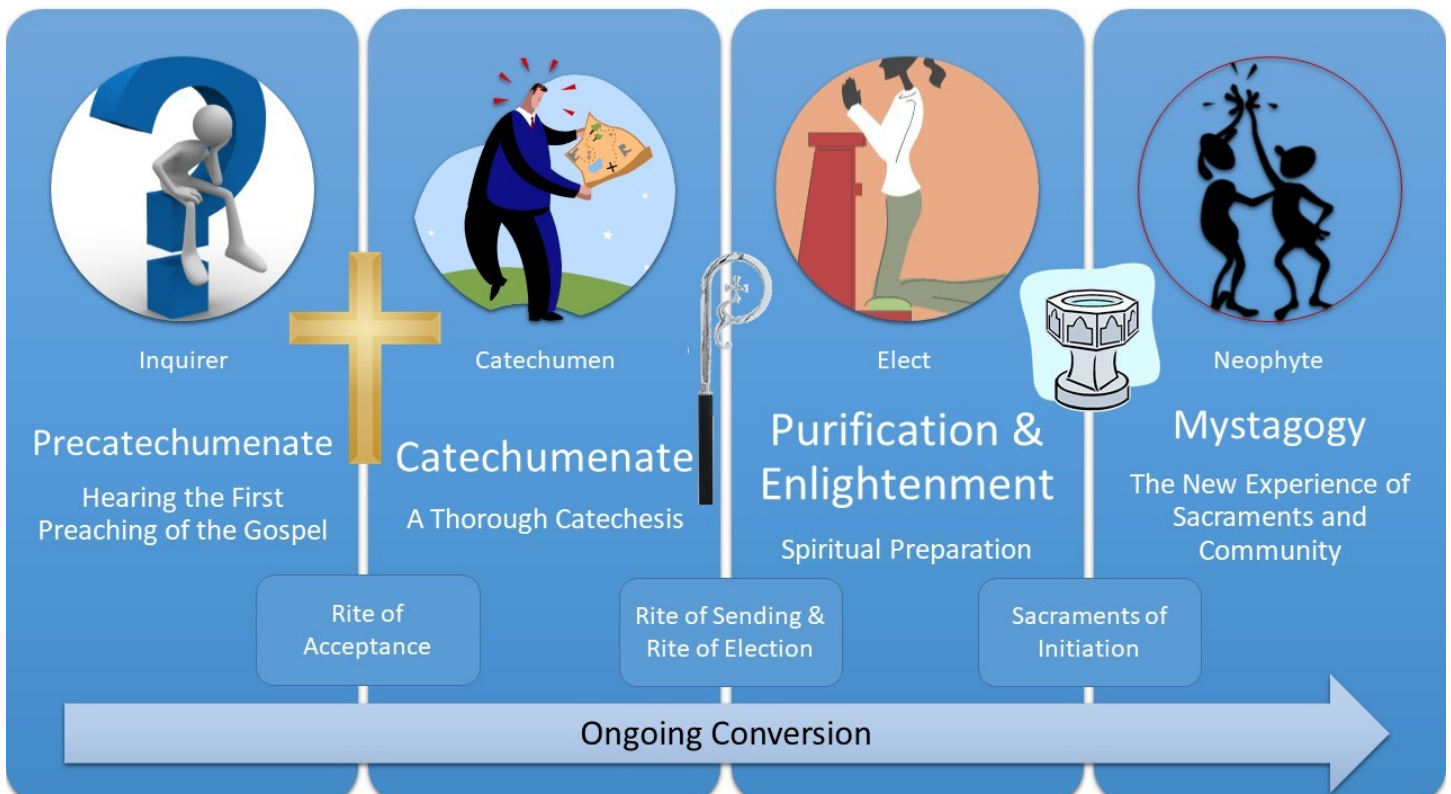 Inquirer
Precatechumenate
Hearing the First
Preaching of the Gospel
Rite of
Acceptance
Catechumen
Catechumenate
A Thorough Catechesis
Rite of Sending &
Rite of Election
Elect
Purification &
Enlightenment
Spiritual Preparation
Sacraments of
Initiation
Neophyte
Mystagogy
The New Experience of
Sacraments and
Community
Ongoing Conversion